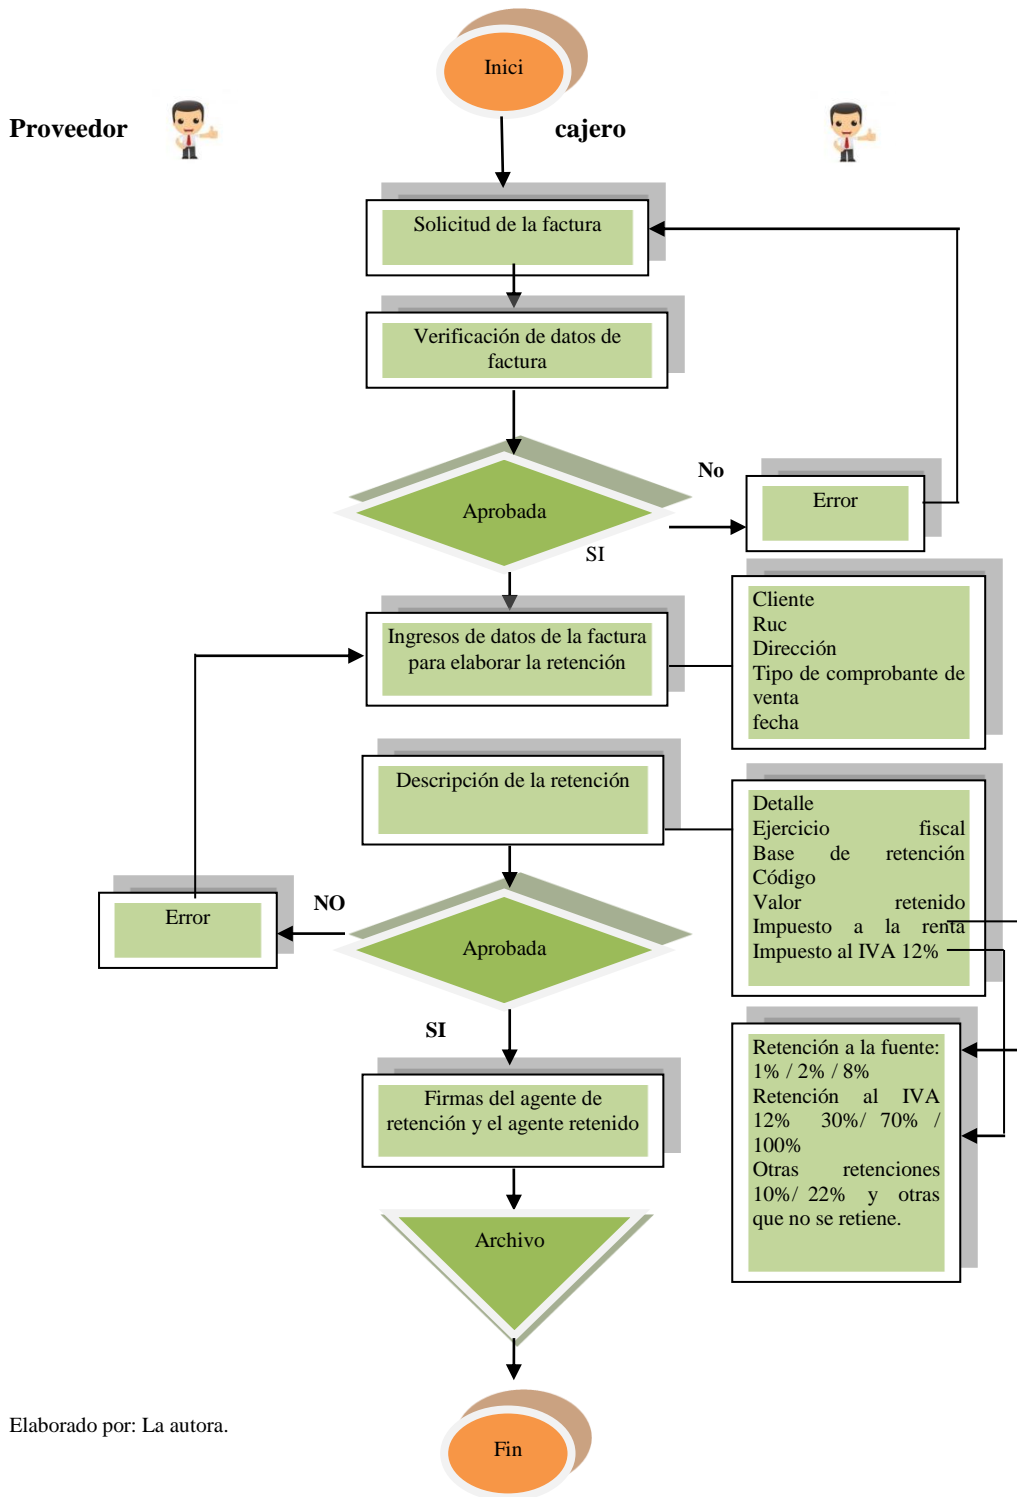 Inici
Proveedor
cajero
Solicitud de la factura
Verificación de datos de
factura
Aprobada
No
Error
SI
Ingresos de datos de la factura
para elaborar la retención
Cliente
Ruc
Dirección
Tipo de comprobante de
venta
fecha
Descripción de la retención
Detalle
Ejercicio fiscal
Base de retención
Código
Valor retenido
Impuesto a la renta
Impuesto al IVA 12%
Error
NO
Aprobada
SI
Retención a la fuente:
1% / 2% / 8%
Retención al IVA
12% 30%/ 70% /
100%
Otras retenciones
10%/ 22% y otras
que no se retiene.
Firmas del agente de
retención y el agente retenido
Archivo
Elaborado por: La autora.
Fin